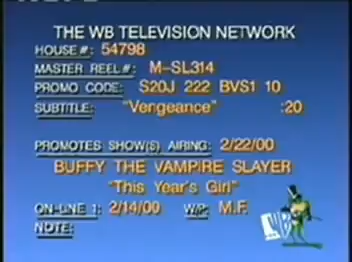 THE WB TELEVISION NETWORK
HOUSE #: 54798
MASTER REEL #: M-SL314
PROMO CODE: S20J 222 BVS1 10
SUBTITLE: "Vengeance" :20
PROMOTES SHOW(S) AIRING: 2/22/00
BUFFY THE VAMPIRE SLAYER
"This Year's Girl"
ON-LINE 1: 2/14/00 W/P: M.F.
NOTE:
WB